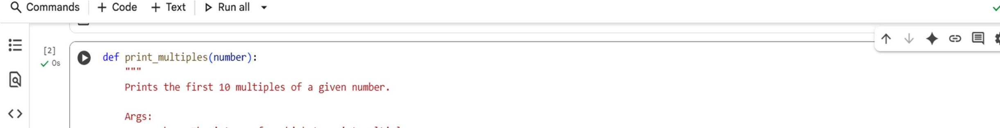 Commands + Code + Text Run all
[2]
0s
def print_multiples(number):
"""
Prints the first 10 multiples of a given number.
Args: